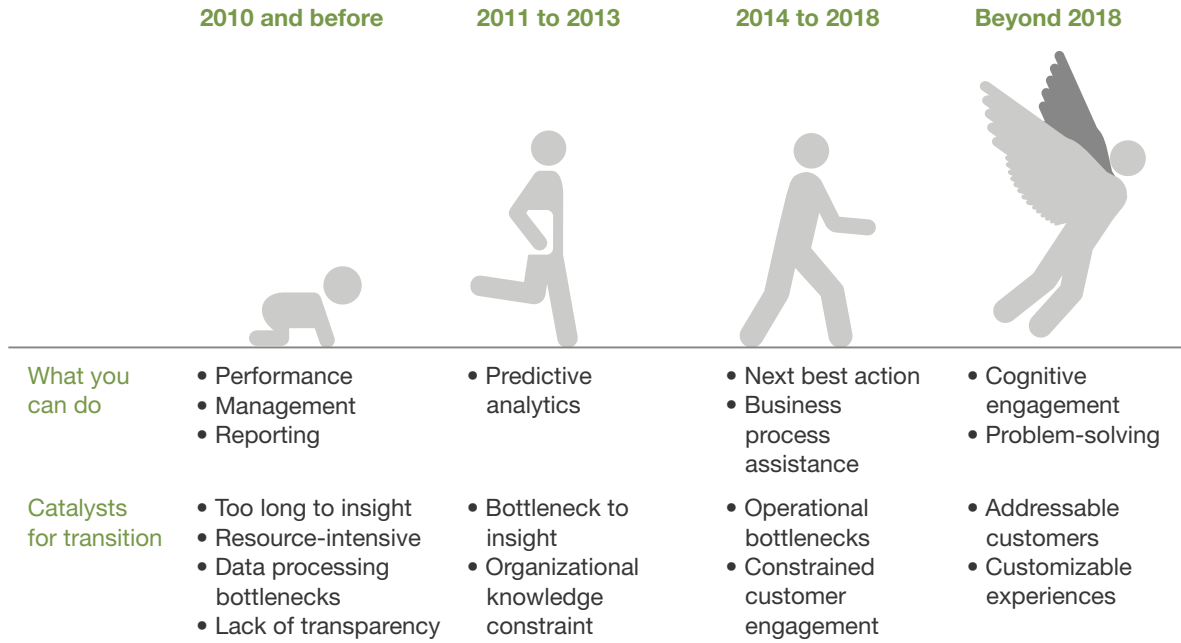 2010 and before
2011 to 2013
2014 to 2018
Beyond 2018
What you
can do
• Performance
• Management
• Reporting
• Predictive
analytics
• Next best action
• Business
process
assistance
• Cognitive
engagement
• Problem-solving
Catalysts
for transition
• Too long to insight
• Resource-intensive
• Data processing
bottlenecks
• Lack of transparency
• Bottleneck to
insight
• Organizational
knowledge
constraint
• Operational
bottlenecks
• Constrained
customer
engagement
• Addressable
customers
• Customizable
experiences